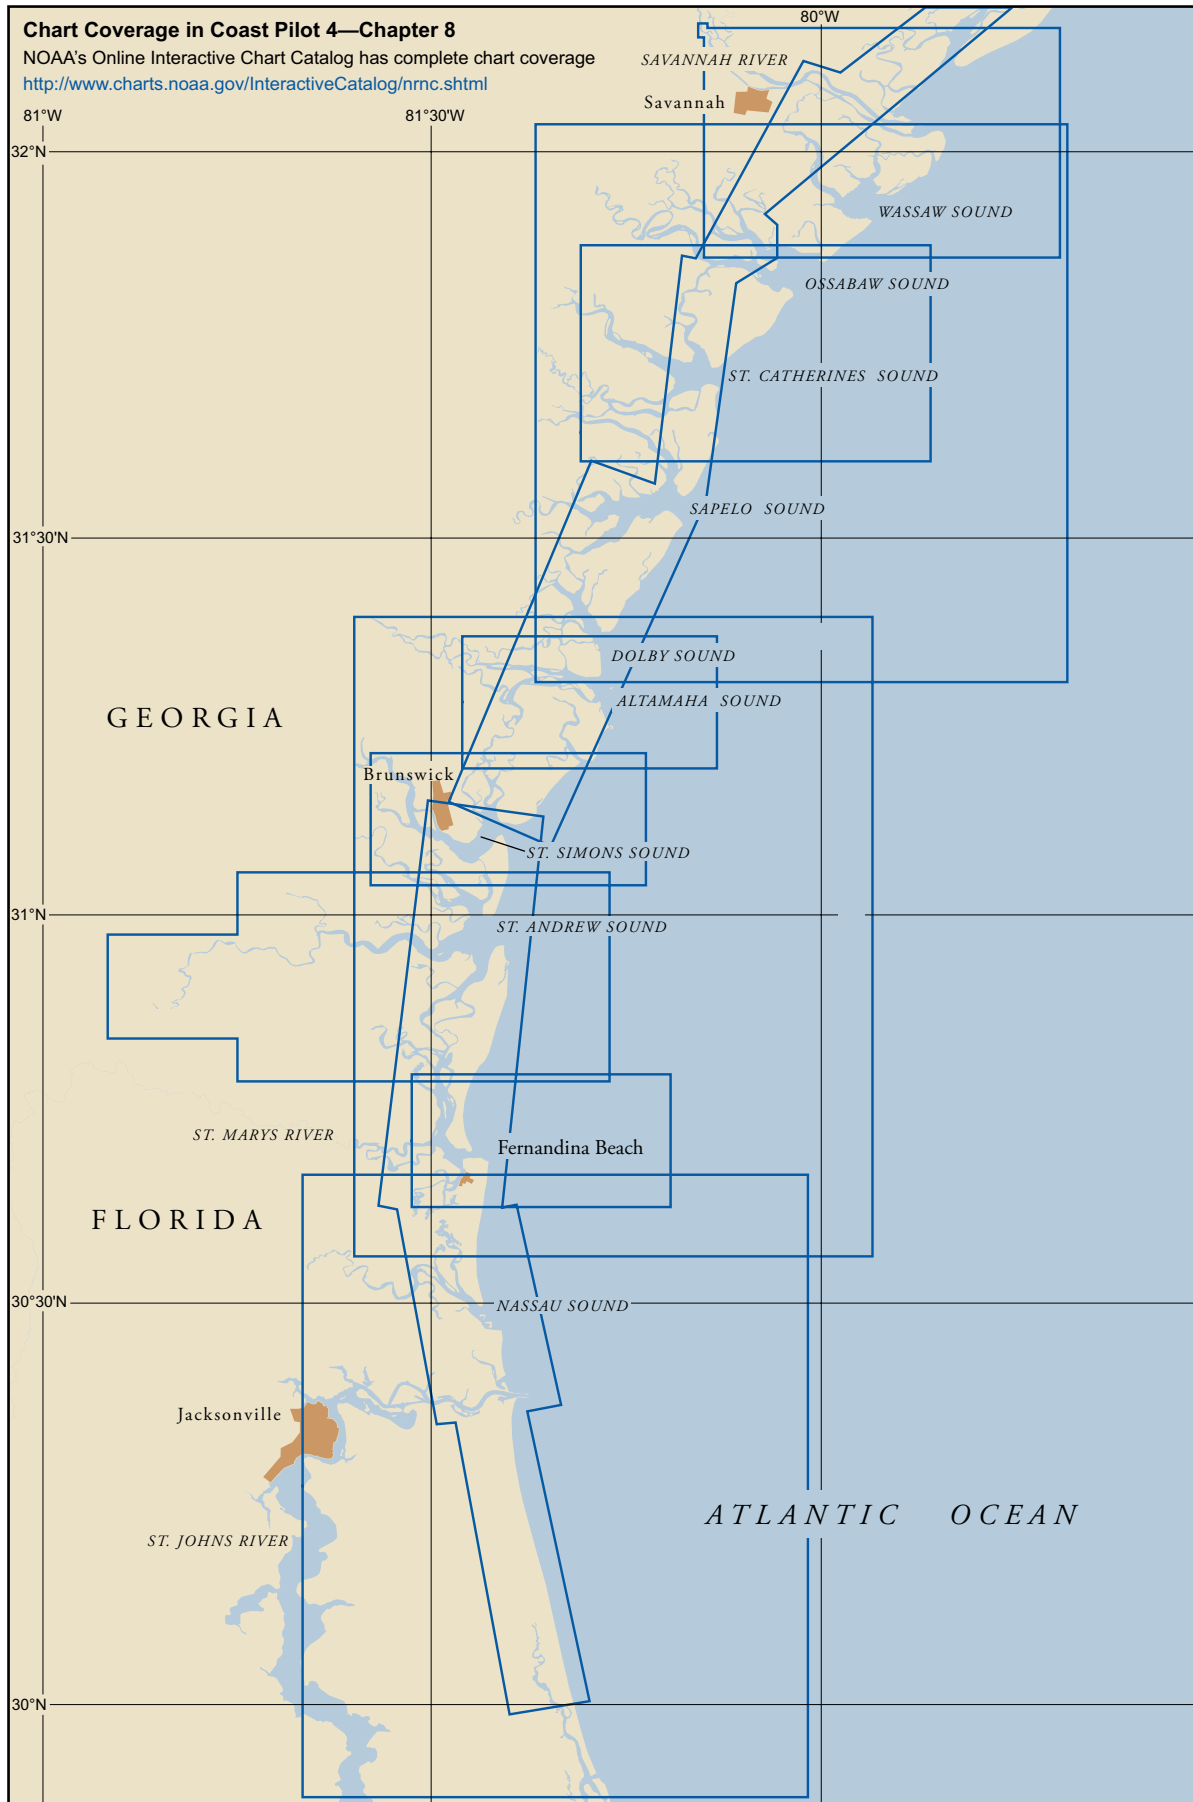 Chart Coverage in Coast Pilot 4—Chapter 8
NOAA's Online Interactive Chart Catalog has complete chart coverage
http://www.charts.noaa.gov/InteractiveCatalog/nrnc.shtml
80°W
81°W
81°30'W
SAVANNAH RIVER
Savannah
32°N
WASSAW SOUND
OSSABAW SOUND
ST. CATHERINES SOUND
SAPELO SOUND
31°30'N
DOLBY SOUND
ALTAMAHA SOUND
GEORGIA
Brunswick
ST. SIMONS SOUND
31°N
ST. ANDREW SOUND
ST. MARYS RIVER
Fernandina Beach
FLORIDA
30°30'N
NASSAU SOUND
Jacksonville
ATLANTIC OCEAN
ST. JOHNS RIVER
30°N